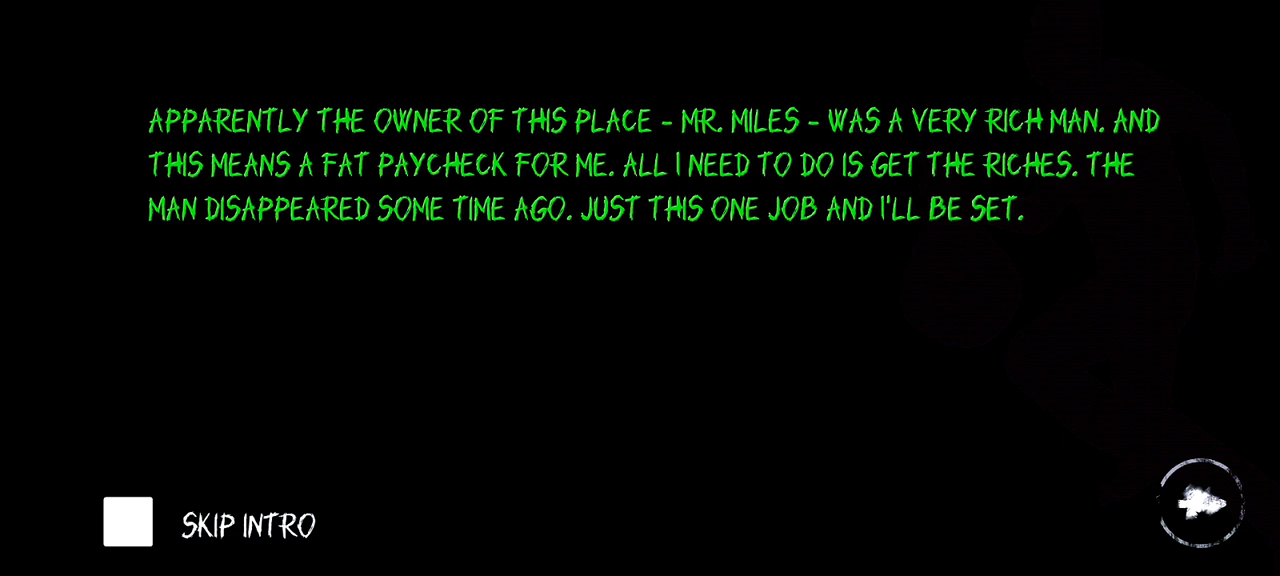 APPARENTLY THE OWNER OF THIS PLACE - MR. MILES - WAS A VERY RICH MAN. AND
THIS MEANS A FAT PAYCHECK FOR ME. ALL I NEED TO DO IS GET THE RICHES. THE
MAN DISAPPEARED SOME TIME AGO. JUST THIS ONE JOB AND I'LL BE SET.
SKIP INTRO